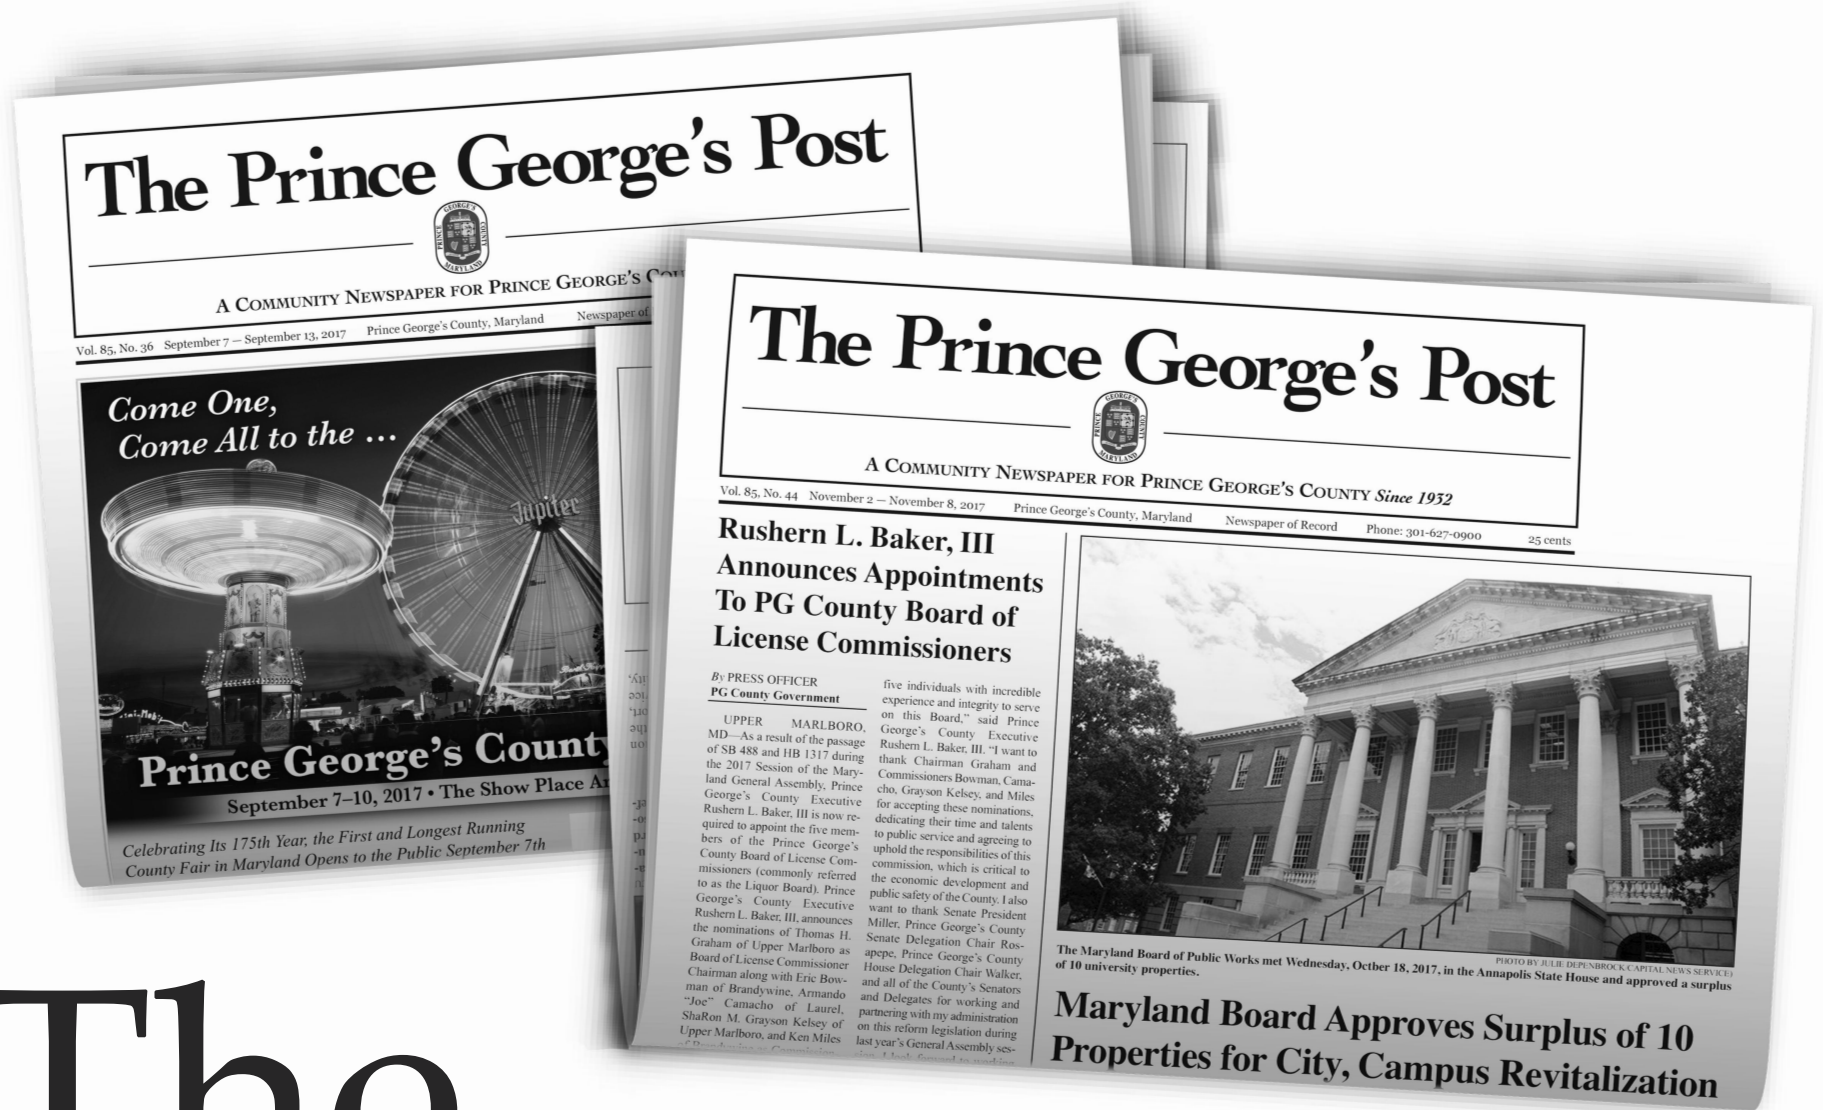 The Prince George's Post
GEORGE'S
PRINCE
COUNTY
MARYLAND
A COMMUNITY NEWSPAPER FOR PRINCE GEORGE'S
Vol. 85, No. 36 September 7 — September 13, 2017 Prince George's County, Maryland Newspaper of
Come One,
Come All to the ...
Jupiter
Prince George's County
September 7–10, 2017 • The Show Place
Celebrating Its 175th Year, the First and Longest Running
County Fair in Maryland Opens to the Public September 7th
The Prince George's Post
GEORGE'S
PRINCE
COUNTY
MARYLAND
A COMMUNITY NEWSPAPER FOR PRINCE GEORGE'S COUNTY Since 1932
Vol. 85, No. 44 November 2 — November 8, 2017 Prince George's County, Maryland Newspaper of Record Phone: 301-627-0900 25 cents
Rushern L. Baker, III
Announces Appointments
To PG County Board of
License Commissioners
By PRESS OFFICER
PG County Government
UPPER MARLBORO,
MD—As a result of the passage
of SB 488 and HB 1317 during
the 2017 Session of the Mary-
land General Assembly, Prince
George's County Executive
Rushern L. Baker, III is now re-
quired to appoint the five mem-
bers of the Prince George's
County Board of License Com-
missioners (commonly referred
to as the Liquor Board). Prince
George's County Executive
Rushern L. Baker, III, announces
the nominations of Thomas H.
Graham of Upper Marlboro as
Board of License Commissioner
Chairman along with Eric Bow-
man of Brandywine, Armando
"Joe" Camacho of Laurel,
ShaRon M. Grayson Kelsey of
Upper Marlboro, and Ken Miles
five individuals with incredible
experience and integrity to serve
on this Board," said Prince
George's County Executive
Rushern L. Baker, III. "I want to
thank Chairman Graham and
Commissioners Bowman, Cama-
cho, Grayson Kelsey, and Miles
for accepting these nominations,
dedicating their time and talents
to public service and agreeing to
uphold the responsibilities of this
commission, which is critical to
the economic development and
public safety of the County. I also
want to thank Senate President
Miller, Prince George's County
Senate Delegation Chair Ros-
apepe, Prince George's County
House Delegation Chair Walker,
and all of the County's Senators
and Delegates for working and
partnering with my administration
on this reform legislation during
last year's General Assembly ses-
PHOTO BY JULIE DEPENBROCK/CAPITAL NEWS SERVICE)
The Maryland Board of Public Works met Wednesday, Octber 18, 2017, in the Annapolis State House and approved a surplus
of 10 university properties.
Maryland Board Approves Surplus of 10
Properties for City, Campus Revitalization
The